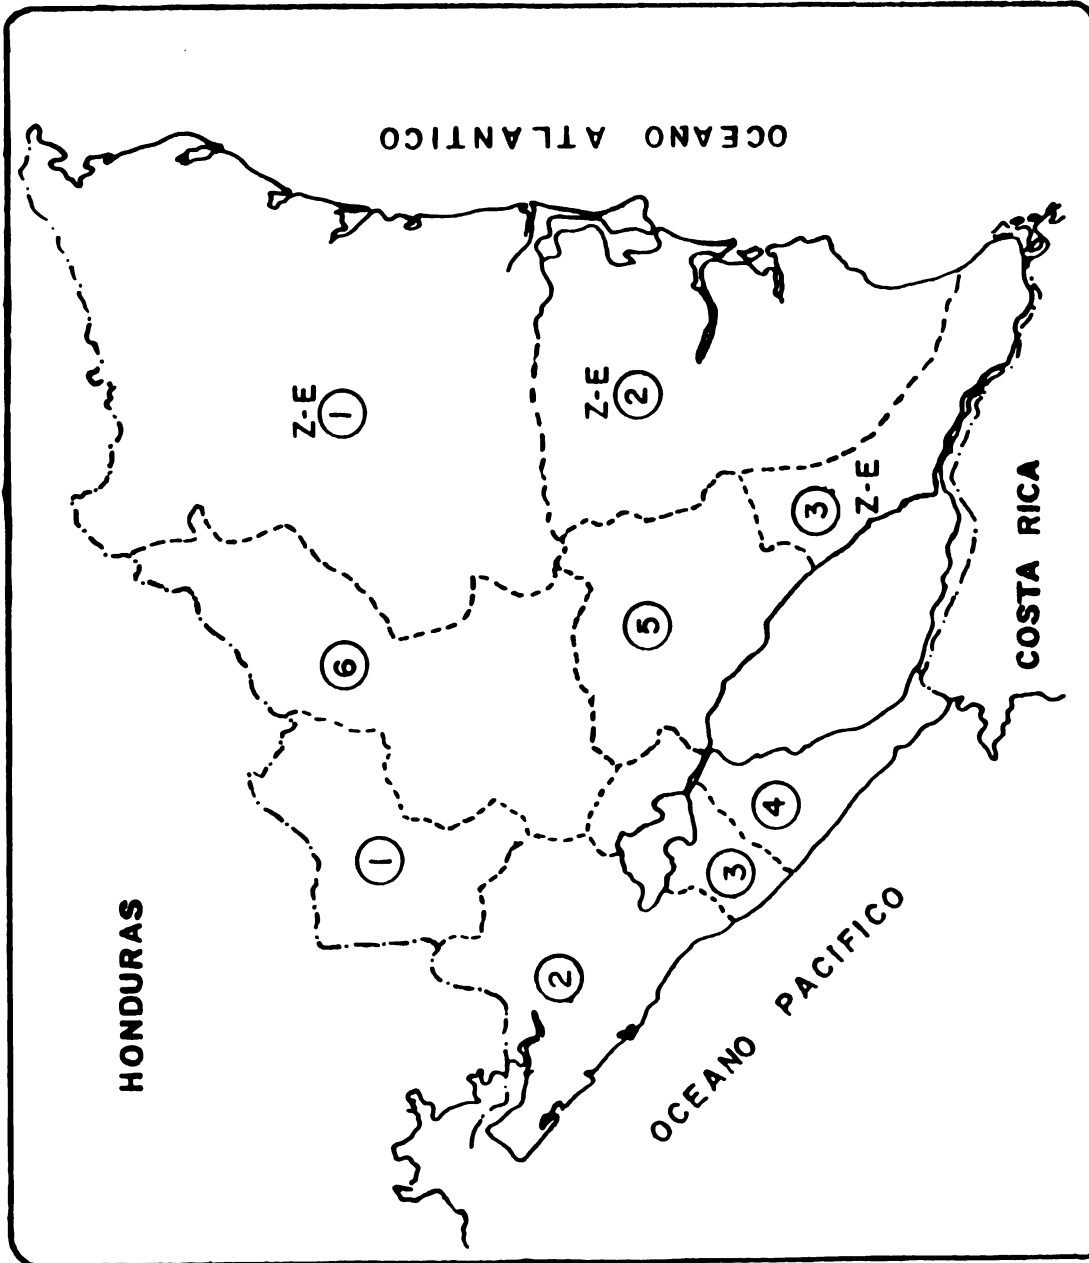 HONDURAS
OCEANO ATLANTICO
Z-E
1
Z-E
2
3
Z-E
6
1
5
2
4
3
OCEANO PACIFICO
COSTA RICA